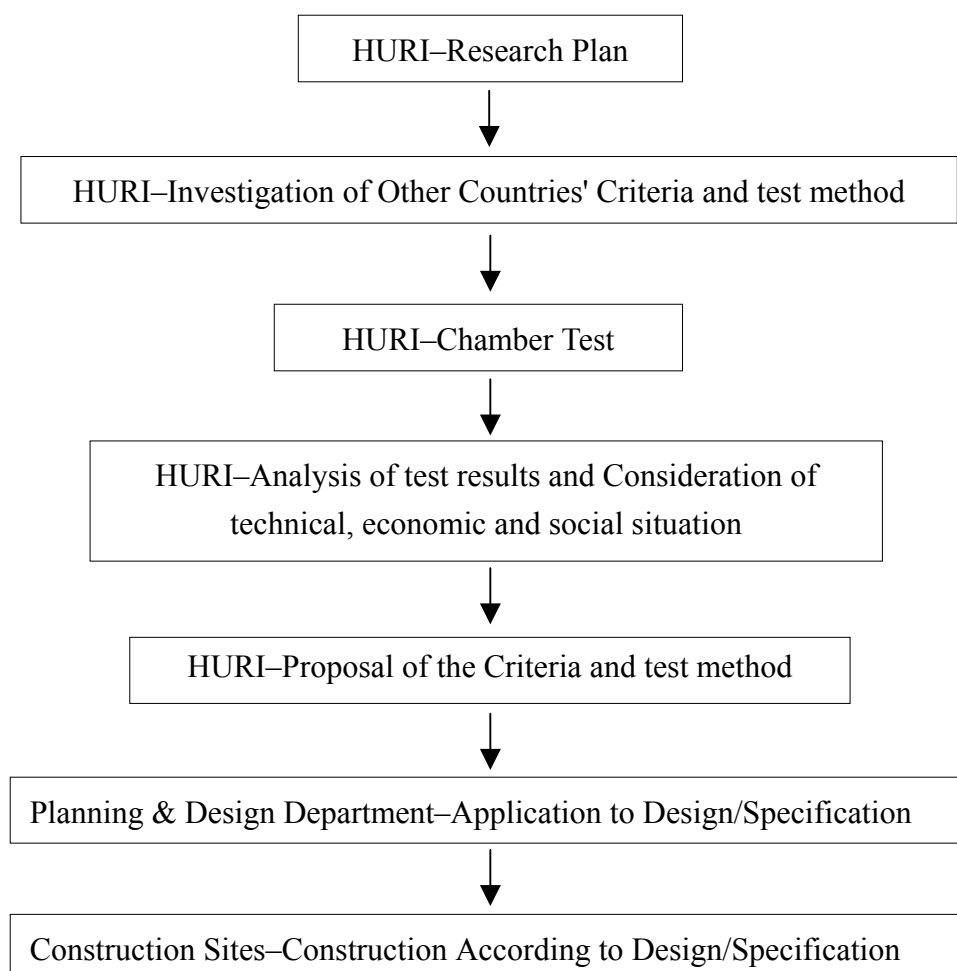 HURI–Research Plan
HURI–Investigation of Other Countries' Criteria and test method
HURI–Chamber Test
HURI–Analysis of test results and Consideration of
technical, economic and social situation
HURI–Proposal of the Criteria and test method
Planning & Design Department–Application to Design/Specification
Construction Sites–Construction According to Design/Specification